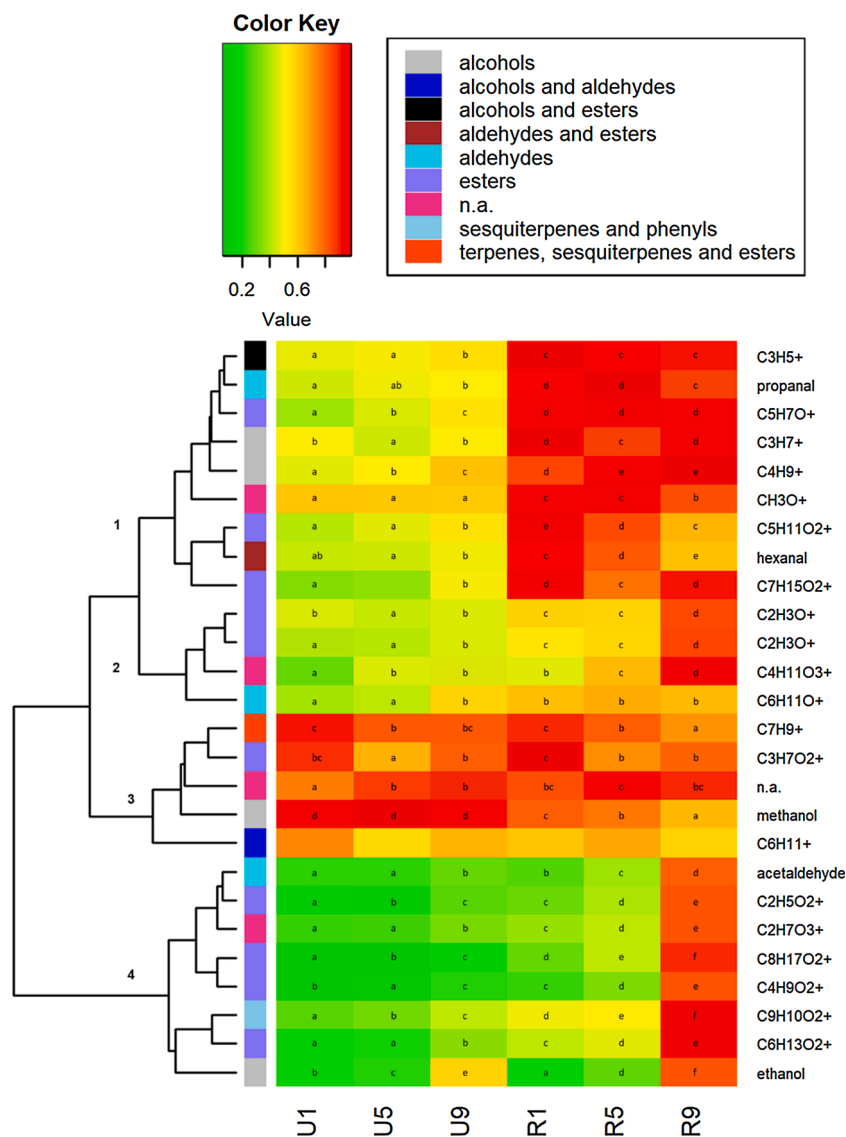 Color Key
0.2 0.6
Value
alcohols
alcohols and aldehydes
alcohols and esters
aldehydes and esters
aldehydes
esters
n.a.
sesquiterpenes and phenyls
terpenes, sesquiterpenes and esters
a a b c c c C3H5+
a ab b d d c propanal
a b c d d d C5H7O+
b a b d c d C3H7+
a b c d e e C4H9+
a a a c c b CH3O+
1
a a b e d c C5H11O2+
ab a b c d e hexanal
a b d c d C7H15O2+
b a b c c d C2H3O+
a a b c c d C2H3O+
2
a b b b c d C4H11O3+
a a b b b b C6H11O+
c b bc c b a C7H9+
bc a b c b b C3H7O2+
a b b bc c bc n.a.
3
d d d c b a methanol
C6H11+
a a b b c d acetaldehyde
a b c c d e C2H5O2+
a a b c d e C2H7O3+
a b c d e f C8H17O2+
4
b a c c d e C4H9O2+
a b c d e f C9H10O2+
a a b c d e C6H13O2+
b c e a d f ethanol
U1 U5 U9 R1 R5 R9